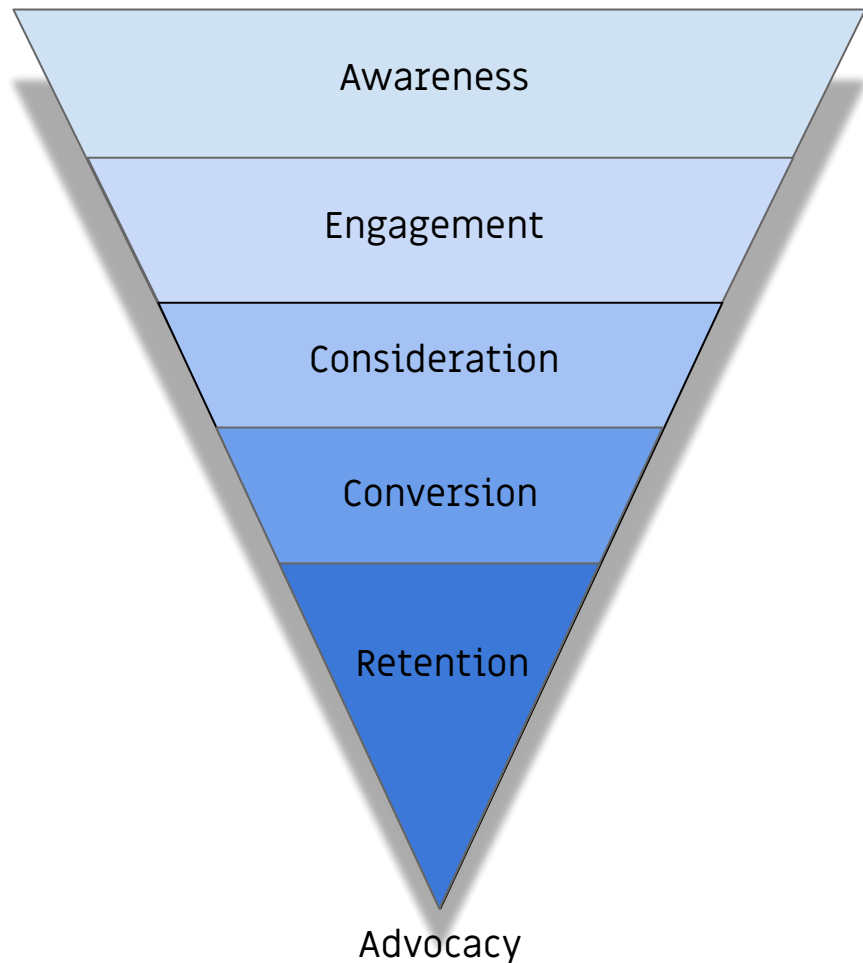 Awareness
Engagement
Consideration
Conversion
Retention
Advocacy